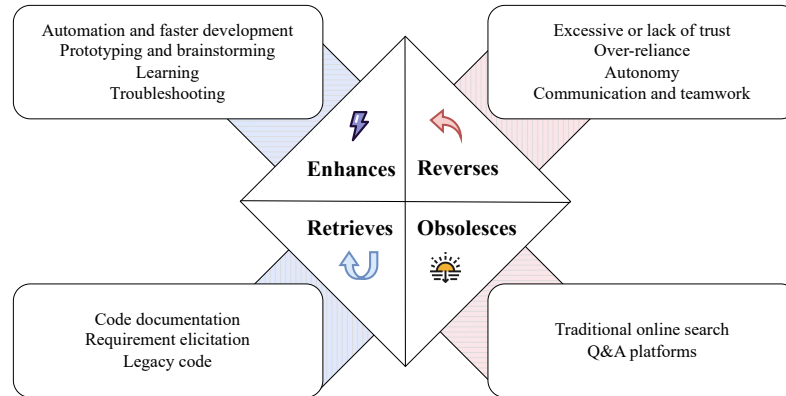 Automation and faster development
Prototyping and brainstorming
Learning
Troubleshooting
Excessive or lack of trust
Over-reliance
Autonomy
Communication and teamwork
Enhances
Reverses
Retrieves
Obsolesces
Code documentation
Requirement elicitation
Legacy code
Traditional online search
Q&A platforms